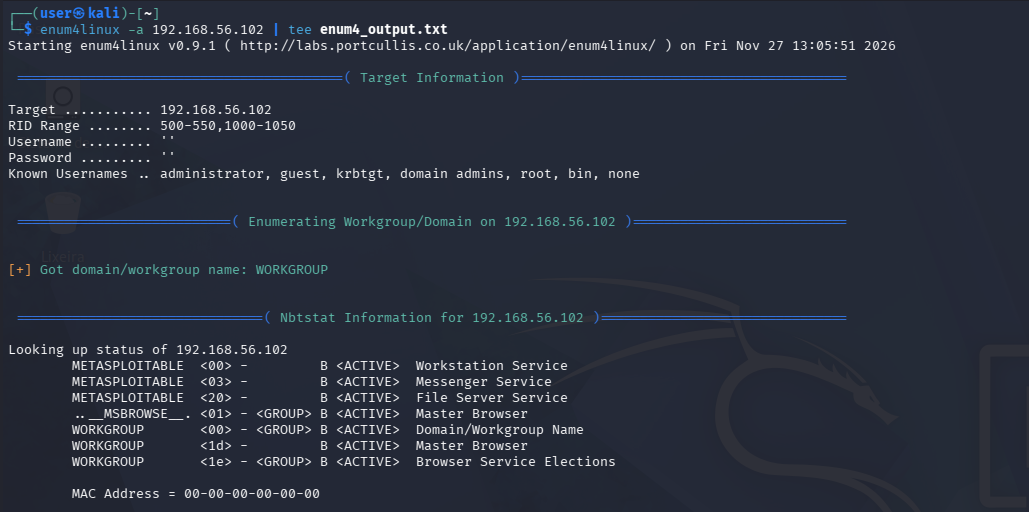 ┌──(user㉿kali)-[~]
└─$ enum4linux -a 192.168.56.102 | tee enum4_output.txt
Starting enum4linux v0.9.1 ( http://labs.portcullis.co.uk/application/enum4linux/ ) on Fri Nov 27 13:05:51 2026
=========================================( Target Information )=========================================
Target ........... 192.168.56.102
RID Range ........ 500-550,1000-1050
Username ......... ''
Password ......... ''
Known Usernames .. administrator, guest, krbtgt, domain admins, root, bin, none
===========================( Enumerating Workgroup/Domain on 192.168.56.102 )===========================
Lixeira
[+] Got domain/workgroup name: WORKGROUP
===============================( Nbtstat Information for 192.168.56.102 )===============================
Looking up status of 192.168.56.102
METASPLOITABLE  <00> -         B <ACTIVE>  Workstation Service
METASPLOITABLE  <03> -         B <ACTIVE>  Messenger Service
METASPLOITABLE  <20> -         B <ACTIVE>  File Server Service
..__MSBROWSE__. <01> - <GROUP> B <ACTIVE>  Master Browser
WORKGROUP       <00> - <GROUP> B <ACTIVE>  Domain/Workgroup Name
WORKGROUP       <1d> -         B <ACTIVE>  Master Browser
WORKGROUP       <1e> - <GROUP> B <ACTIVE>  Browser Service Elections
MAC Address = 00-00-00-00-00-00